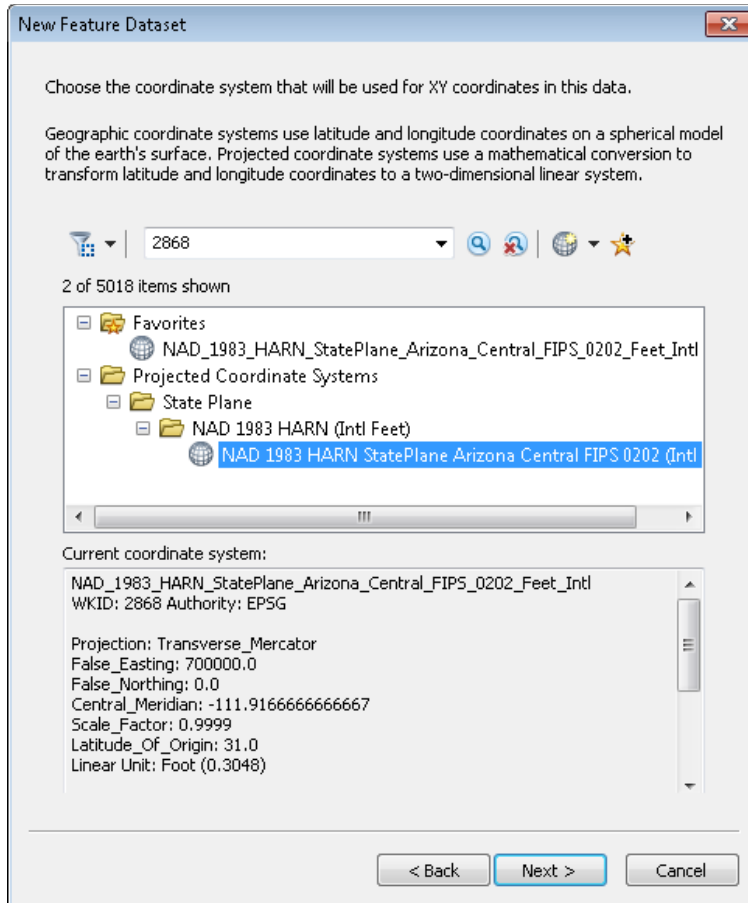 New Feature Dataset
Choose the coordinate system that will be used for XY coordinates in this data.
Geographic coordinate systems use latitude and longitude coordinates on a spherical model
of the earth's surface. Projected coordinate systems use a mathematical conversion to
transform latitude and longitude coordinates to a two-dimensional linear system.
2868
2 of 5018 items shown
Favorites
NAD_1983_HARN_StatePlane_Arizona_Central_FIPS_0202_Feet_Intl
Projected Coordinate Systems
State Plane
NAD 1983 HARN (Intl Feet)
NAD 1983 HARN StatePlane Arizona Central FIPS 0202 (Intl
Current coordinate system:
NAD_1983_HARN_StatePlane_Arizona_Central_FIPS_0202_Feet_Intl
WKID: 2868 Authority: EPSG
Projection: Transverse_Mercator
False_Easting: 700000.0
False_Northing: 0.0
Central_Meridian: -111.9166666666667
Scale_Factor: 0.9999
Latitude_Of_Origin: 31.0
Linear Unit: Foot (0.3048)
< Back Next > Cancel